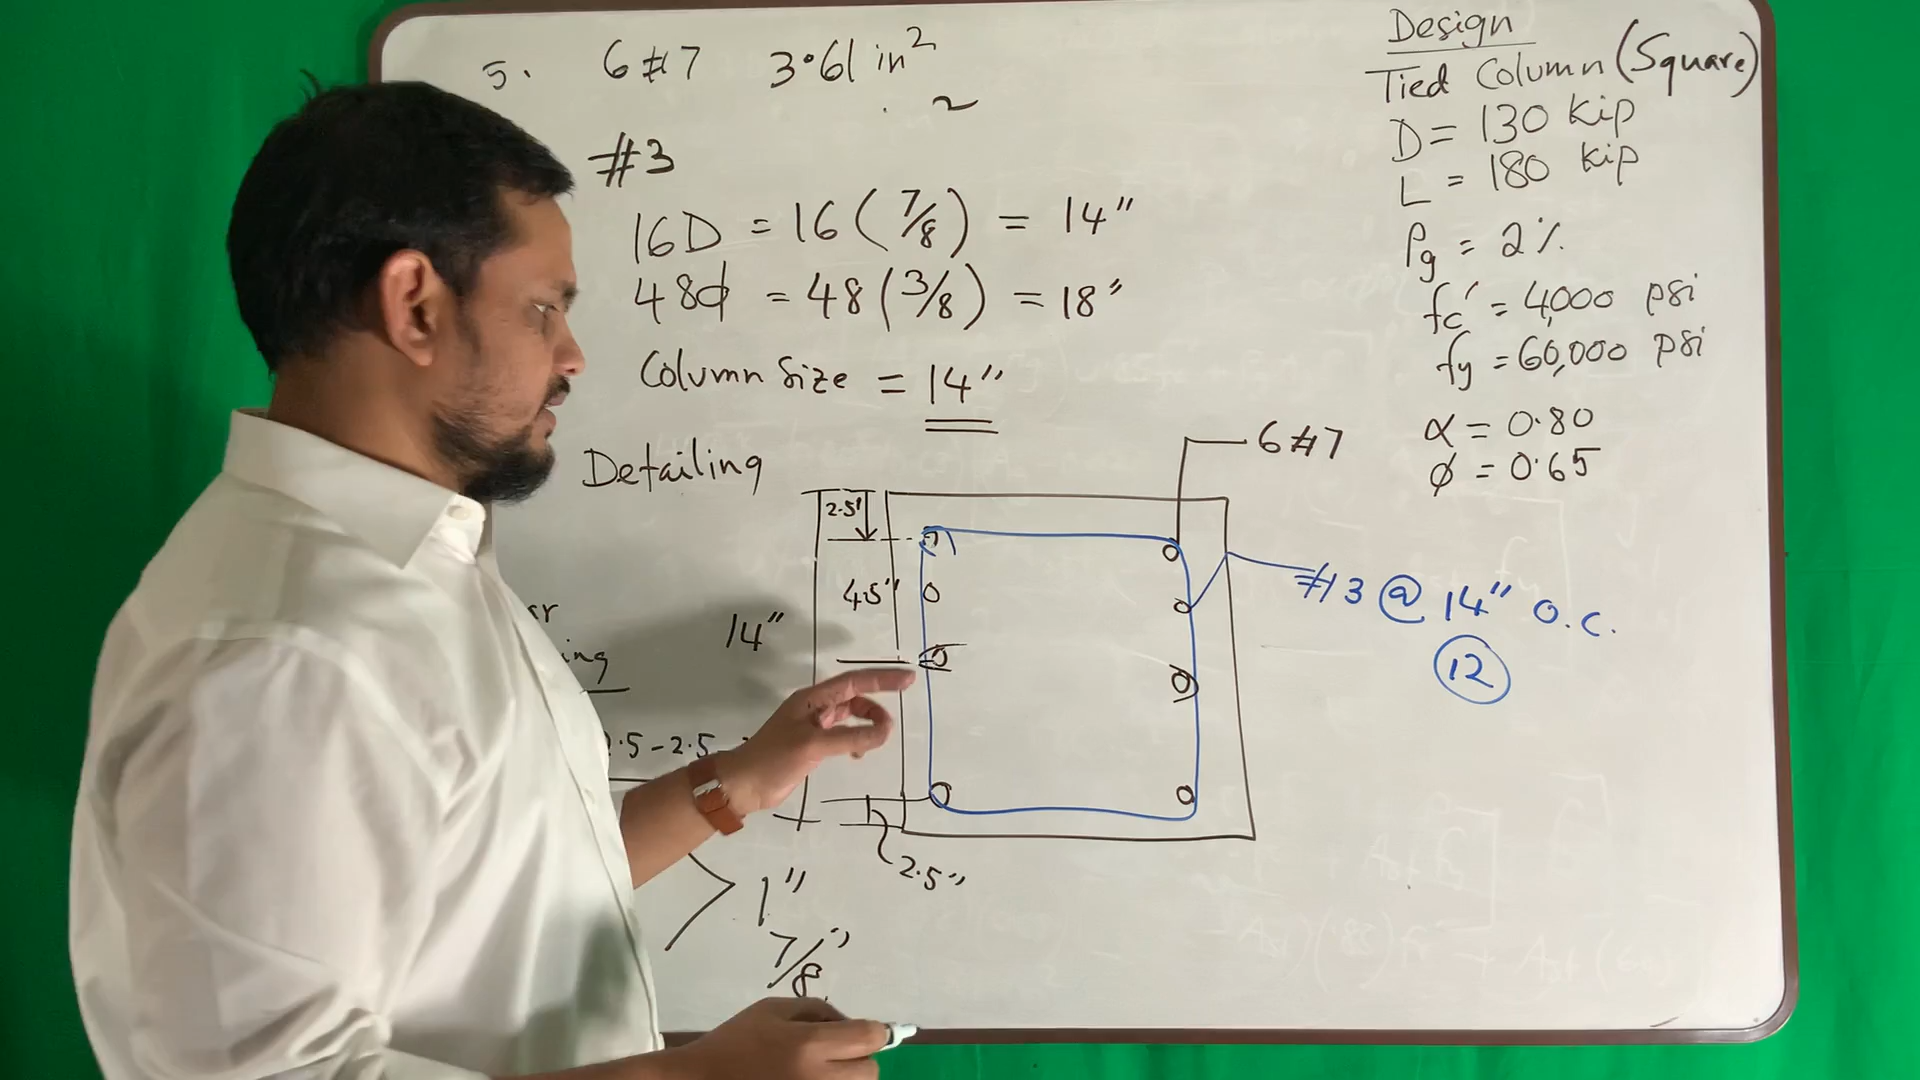 5. 6#7 3.61 in²
#3
16D = 16 (7/8) = 14"
48φ = 48 (3/8) = 18"
Column Size = 14"
Detailing
2.5"
4.5"
14"
2.5"
.5-2.5-
1"
7/8"
6#7
#3 @ 14" O.C.
12
Design
Tied Column (Square)
D = 130 kip
L = 180 kip
ρg = 2%
fc' = 4,000 psi
fy = 60,000 psi
α = 0.80
φ = 0.65